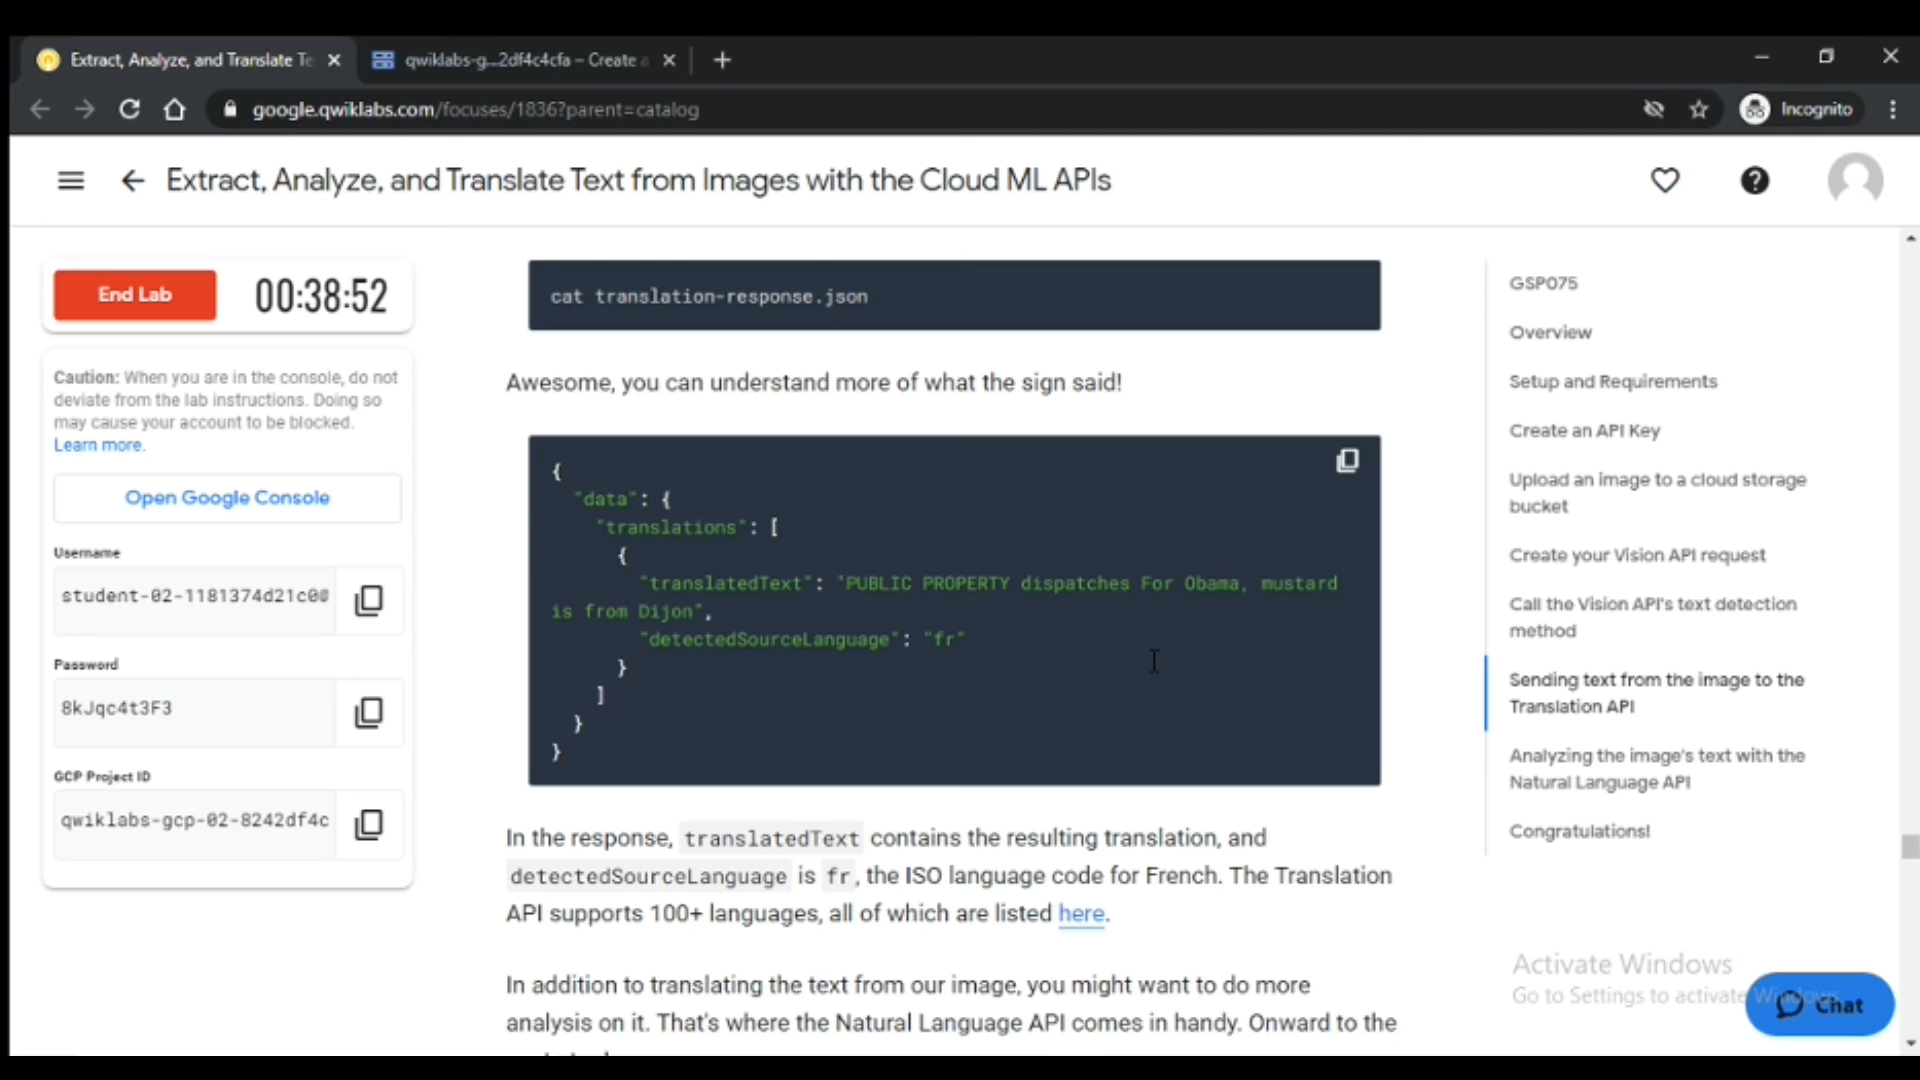 Extract, Analyze, and Translate Te
qwiklabs-g...2df4c4cfa – Create a
google.qwiklabs.com/focuses/1836?parent=catalog
Incognito
Extract, Analyze, and Translate Text from Images with the Cloud ML APIs
End Lab
00:38:52
Caution: When you are in the console, do not
deviate from the lab instructions. Doing so
may cause your account to be blocked.
Learn more.
Open Google Console
Username
student-02-1181374d21c00
Password
8kJqc4t3F3
GCP Project ID
qwiklabs-gcp-02-8242df4c
cat translation-response.json
Awesome, you can understand more of what the sign said!
{
"data": {
"translations": [
{
"translatedText": "PUBLIC PROPERTY dispatches For Obama, mustard
is from Dijon",
"detectedSourceLanguage": "fr"
}
]
}
}
In the response, translatedText contains the resulting translation, and
detectedSourceLanguage is fr, the ISO language code for French. The Translation
API supports 100+ languages, all of which are listed here.
In addition to translating the text from our image, you might want to do more
analysis on it. That's where the Natural Language API comes in handy. Onward to the
GSP075
Overview
Setup and Requirements
Create an API Key
Upload an image to a cloud storage
bucket
Create your Vision API request
Call the Vision API's text detection
method
Sending text from the image to the
Translation API
Analyzing the image's text with the
Natural Language API
Congratulations!
Activate Windows
Go to Settings to activate Windows.
Chat